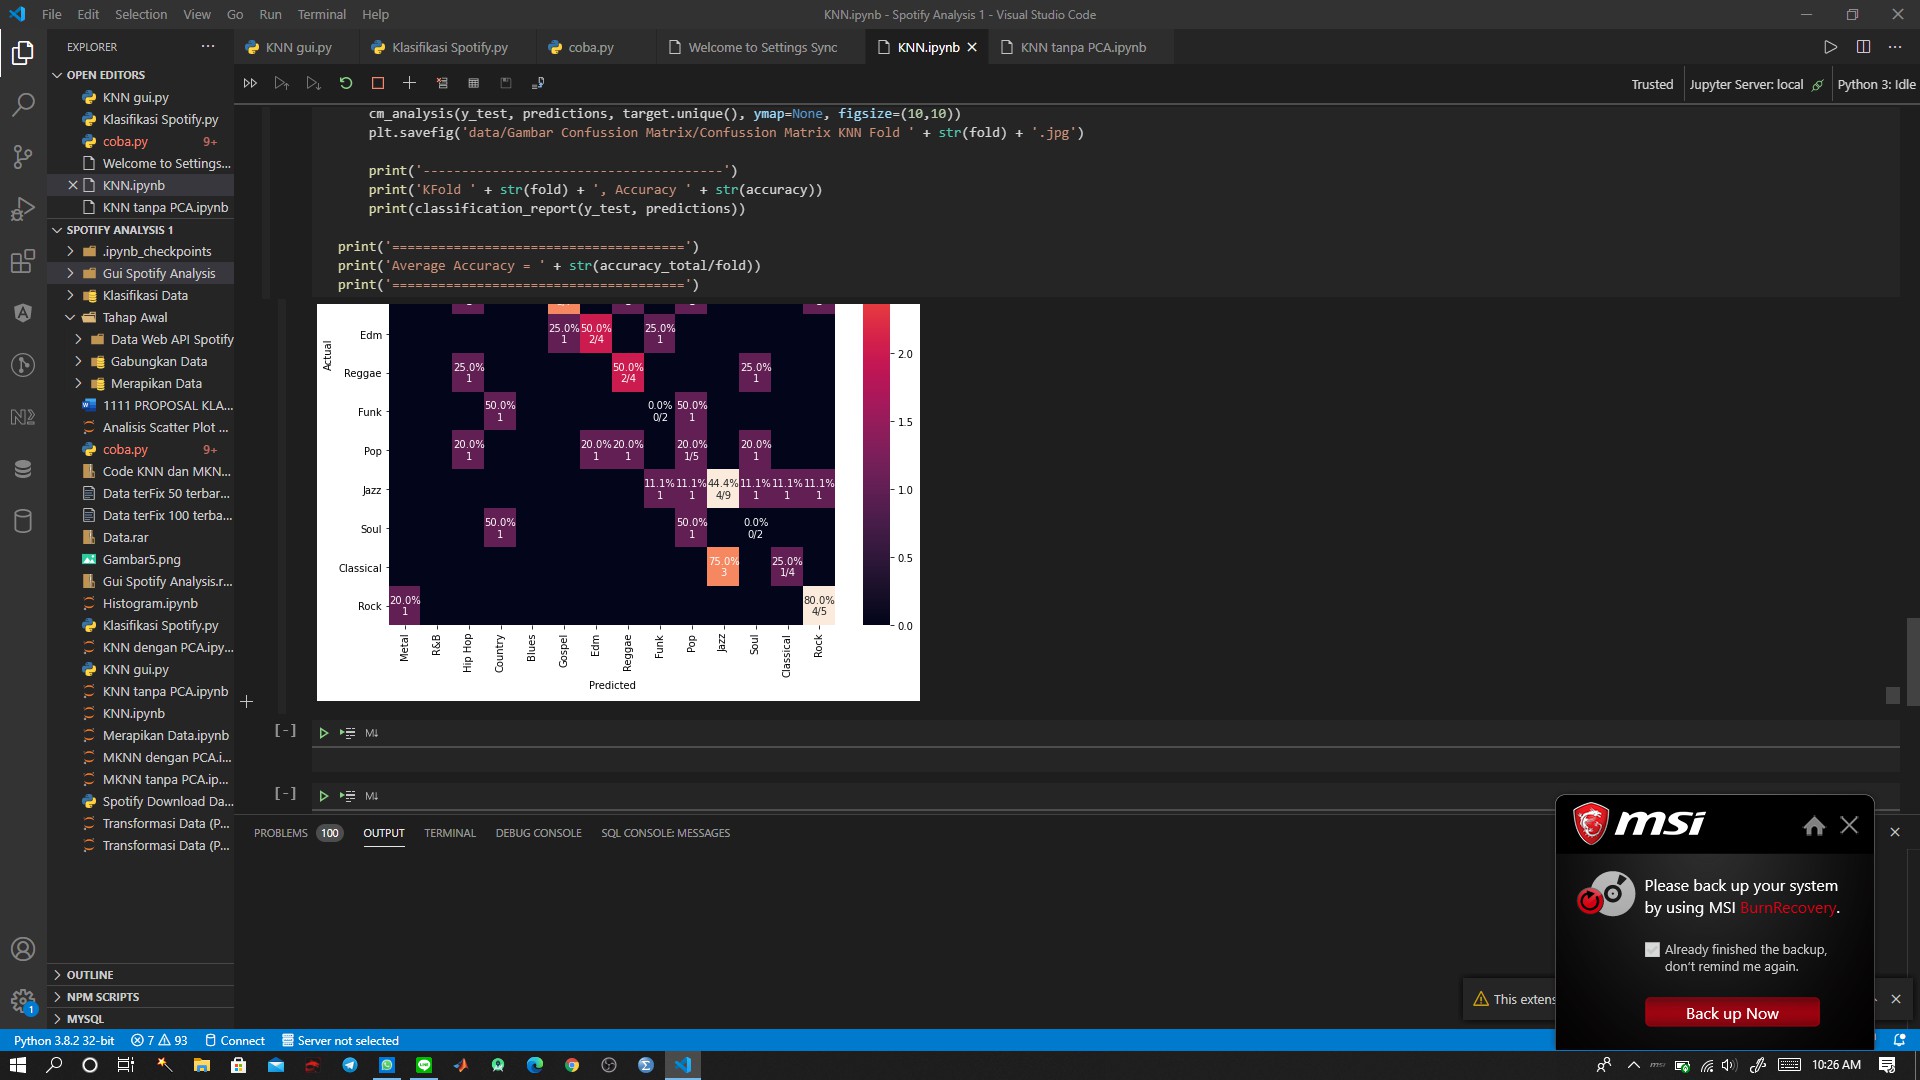 File Edit Selection View Go Run Terminal Help
KNN.ipynb - Spotify Analysis 1 - Visual Studio Code
EXPLORER
KNN gui.py
Klasifikasi Spotify.py
coba.py
Welcome to Settings Sync
KNN.ipynb
KNN tanpa PCA.ipynb
Trusted
Jupyter Server: local
Python 3: Idle
OPEN EDITORS
KNN gui.py
Klasifikasi Spotify.py
coba.py 9+
Welcome to Settings...
KNN.ipynb
KNN tanpa PCA.ipynb
SPOTIFY ANALYSIS 1
.ipynb_checkpoints
Gui Spotify Analysis
Klasifikasi Data
Tahap Awal
Data Web API Spotify
Gabungkan Data
Merapikan Data
1111 PROPOSAL KLA...
Analisis Scatter Plot ...
coba.py 9+
Code KNN dan MKN...
Data terFix 50 terbar...
Data terFix 100 terba...
Data.rar
Gambar5.png
Gui Spotify Analysis.r...
Histogram.ipynb
Klasifikasi Spotify.py
KNN dengan PCA.ipy...
KNN gui.py
KNN tanpa PCA.ipynb
KNN.ipynb
Merapikan Data.ipynb
MKNN dengan PCA.i...
MKNN tanpa PCA.ip...
Spotify Download Da...
Transformasi Data (P...
Transformasi Data (P...
OUTLINE
NPM SCRIPTS
MYSQL
cm_analysis(y_test, predictions, target.unique(), ymap=None, figsize=(10,10))
plt.savefig('data/Gambar Confussion Matrix/Confussion Matrix KNN Fold ' + str(fold) + '.jpg')
print('---------------------------------------')
print('KFold ' + str(fold) + ', Accuracy ' + str(accuracy))
print(classification_report(y_test, predictions))
print('======================================')
print('Average Accuracy = ' + str(accuracy_total/fold))
print('======================================')
Actual
Edm 25.0% 50.0% 25.0%
1 2/4 1
Reggae 25.0% 50.0% 25.0%
1 2/4 1
Funk 50.0% 0.0% 50.0%
1 0/2 1
Pop 20.0% 20.0% 20.0% 20.0% 20.0%
1 1 1 1/5 1
Jazz 11.1% 11.1% 44.4% 11.1% 11.1% 11.1%
1 1 4/9 1 1 1
Soul 50.0% 50.0% 0.0%
1 1 0/2
Classical 75.0% 25.0%
3 1/4
Rock 20.0% 80.0%
1 4/5
Metal R&B Hip Hop Country Blues Gospel Edm Reggae Funk Pop Jazz Soul Classical Rock
Predicted
2.0
1.5
1.0
0.5
0.0
[-] M↓
[-] M↓
PROBLEMS 100 OUTPUT TERMINAL DEBUG CONSOLE SQL CONSOLE: MESSAGES
msi
Please back up your system
by using MSI BurnRecovery.
Already finished the backup,
don't remind me again.
Back up Now
This extens
1
Python 3.8.2 32-bit 7 93 Connect Server not selected
10:26 AM